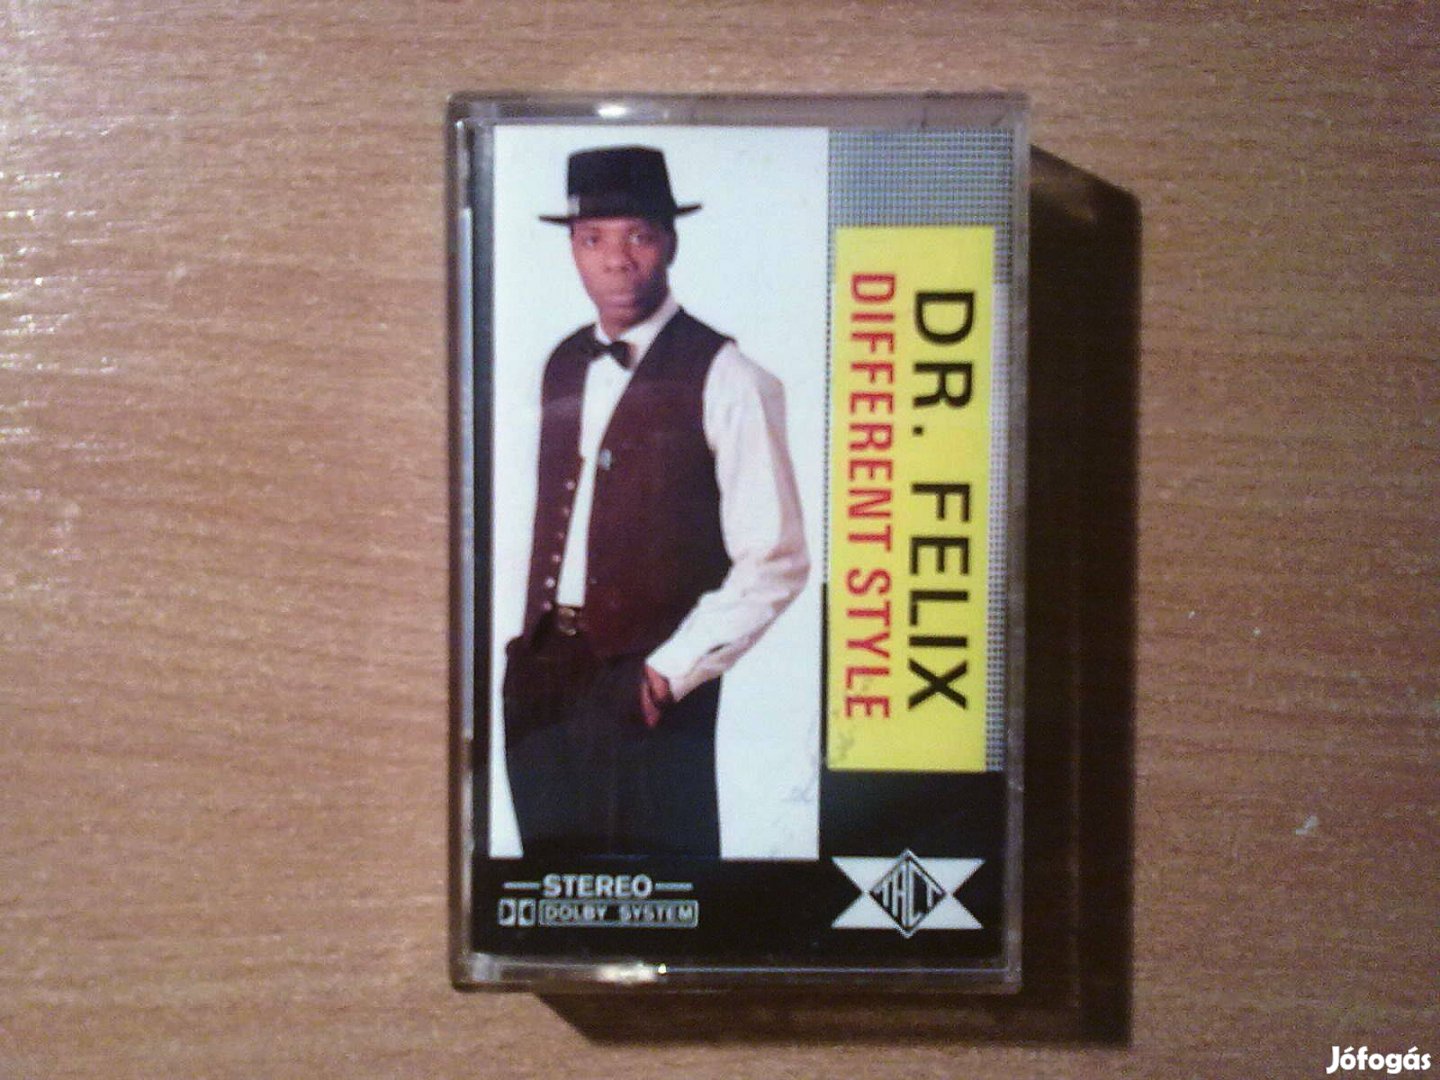 DR. FELIX
DIFFERENT STYLE
STEREO
DOLBY SYSTEM
TACT
Jófogás